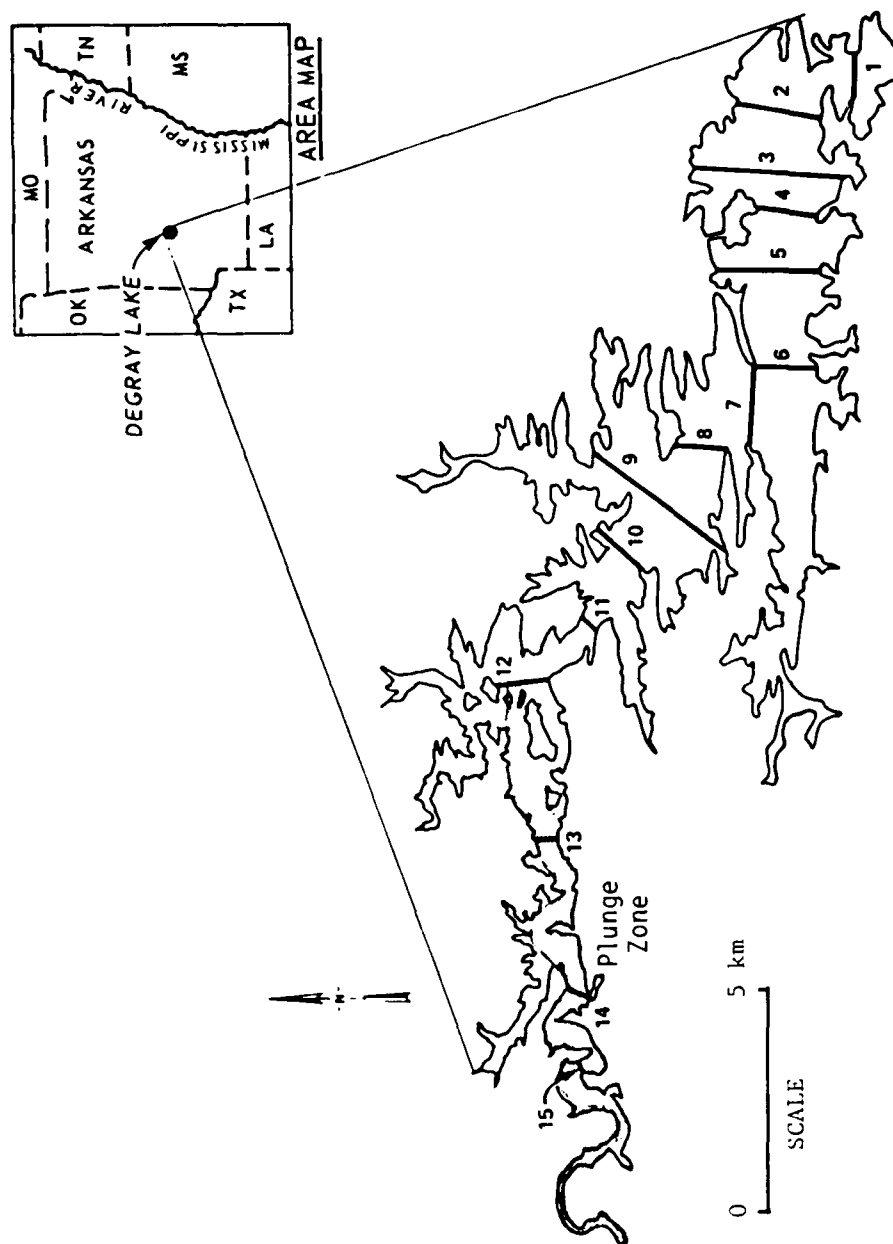 MO
TN
OK
ARKANSAS
MS
TX
LA
MISSISSIPPI RIVER
AREA MAP
DEGRAY LAKE
N
1
2
3
4
5
6
7
8
9
10
11
12
13
14
15
Plunge
Zone
0 5 km
SCALE